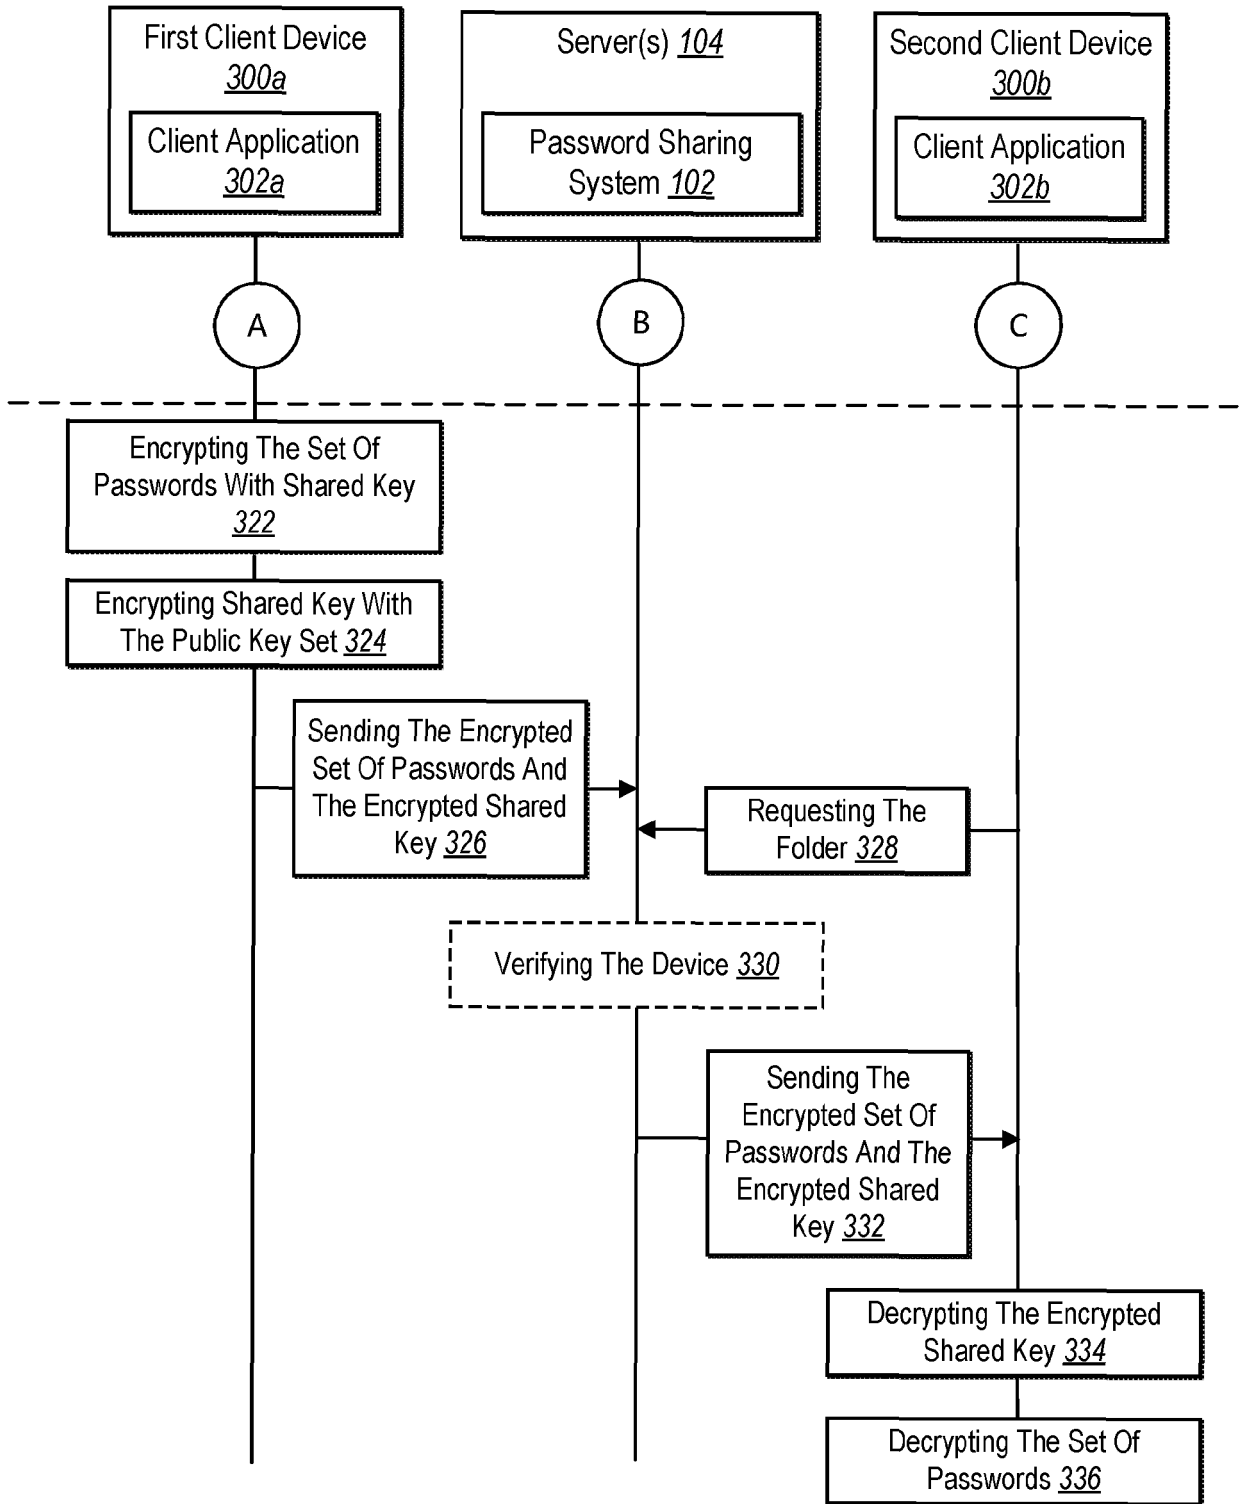 First Client Device
300a
Client Application
302a
Server(s) 104
Password Sharing
System 102
Second Client Device
300b
Client Application
302b
A
B
C
Encrypting The Set Of
Passwords With Shared Key
322
Encrypting Shared Key With
The Public Key Set 324
Sending The Encrypted
Set Of Passwords And
The Encrypted Shared
Key 326
Requesting The
Folder 328
Verifying The Device 330
Sending The
Encrypted Set Of
Passwords And The
Encrypted Shared
Key 332
Decrypting The Encrypted
Shared Key 334
Decrypting The Set Of
Passwords 336